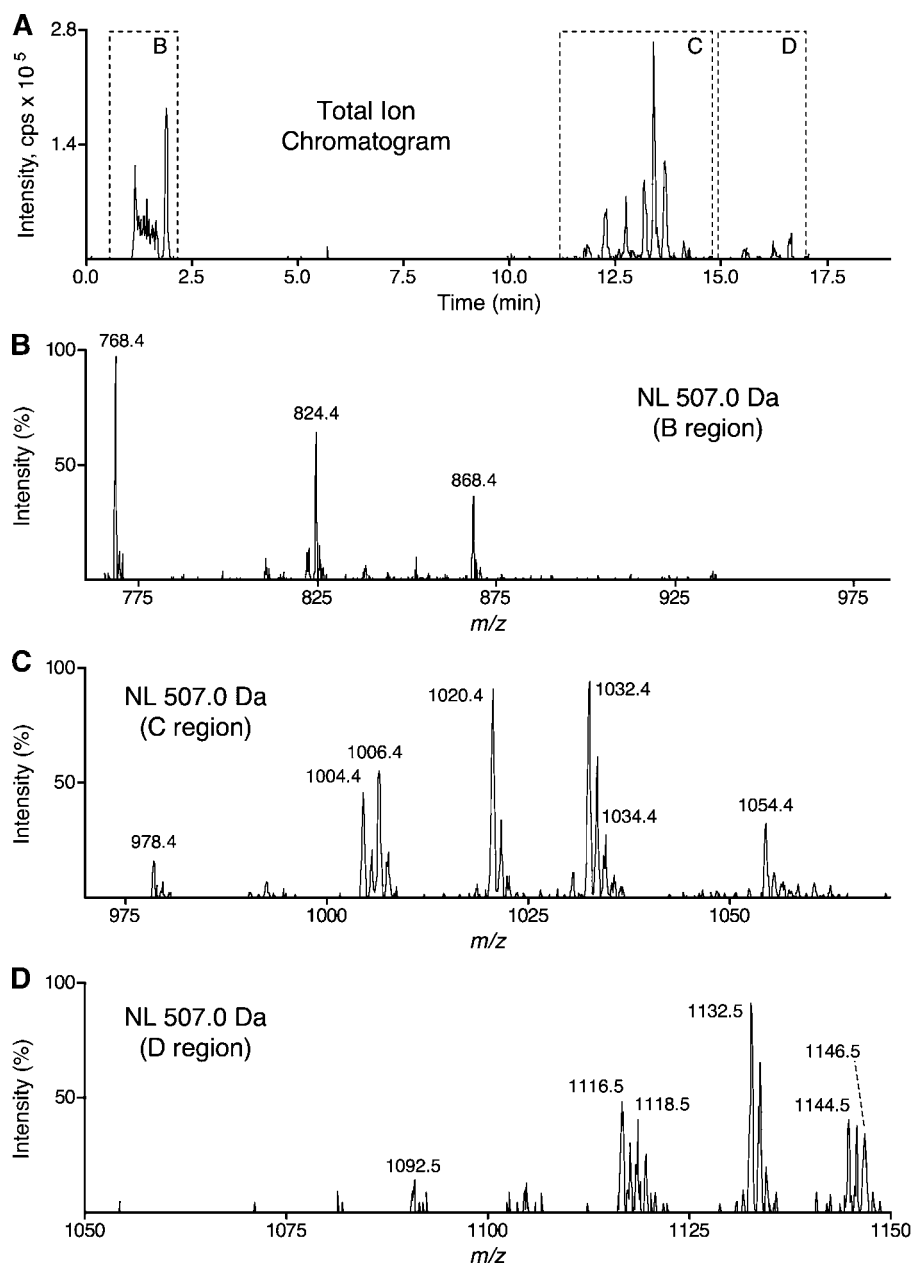 A
2.8
B
C
D
Total Ion
Chromatogram
Intensity, cps x 10 5
1.4
0.0
2.5
5.0
7.5
10.0
12.5
15.0
17.5
Time (min)
B
100
768.4
NL 507.0 Da
(B region)
824.4
Intensity (%)
50
868.4
775
825
875
925
975
m/z
C
100
NL 507.0 Da
(C region)
1020.4
1032.4
1006.4
1004.4
Intensity (%)
50
1034.4
1054.4
978.4
975
1000
1025
1050
m/z
D
100
NL 507.0 Da
(D region)
1132.5
1146.5
1116.5
1118.5
1144.5
Intensity (%)
50
1092.5
1050
1075
1100
1125
1150
m/z